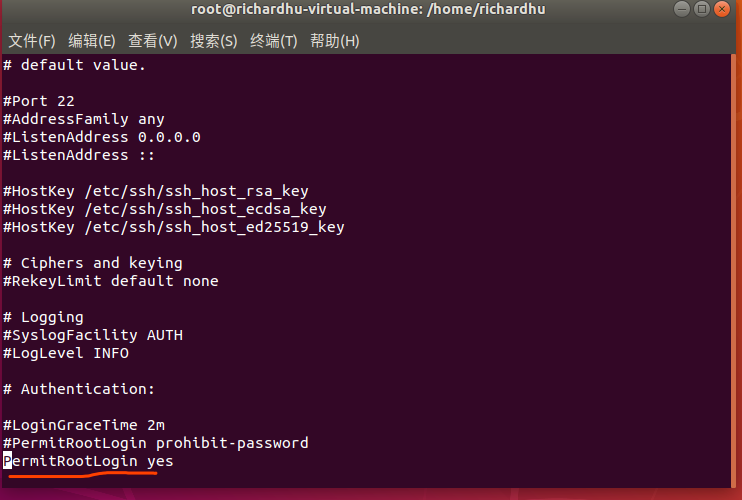 root@richardhu-virtual-machine: /home/richardhu
文件(F) 编辑(E) 查看(V) 搜索(S) 终端(T) 帮助(H)
# default value.
#Port 22
#AddressFamily any
#ListenAddress 0.0.0.0
#ListenAddress ::
#HostKey /etc/ssh/ssh_host_rsa_key
#HostKey /etc/ssh/ssh_host_ecdsa_key
#HostKey /etc/ssh/ssh_host_ed25519_key
# Ciphers and keying
#RekeyLimit default none
# Logging
#SyslogFacility AUTH
#LogLevel INFO
# Authentication:
#LoginGraceTime 2m
#PermitRootLogin prohibit-password
PermitRootLogin yes